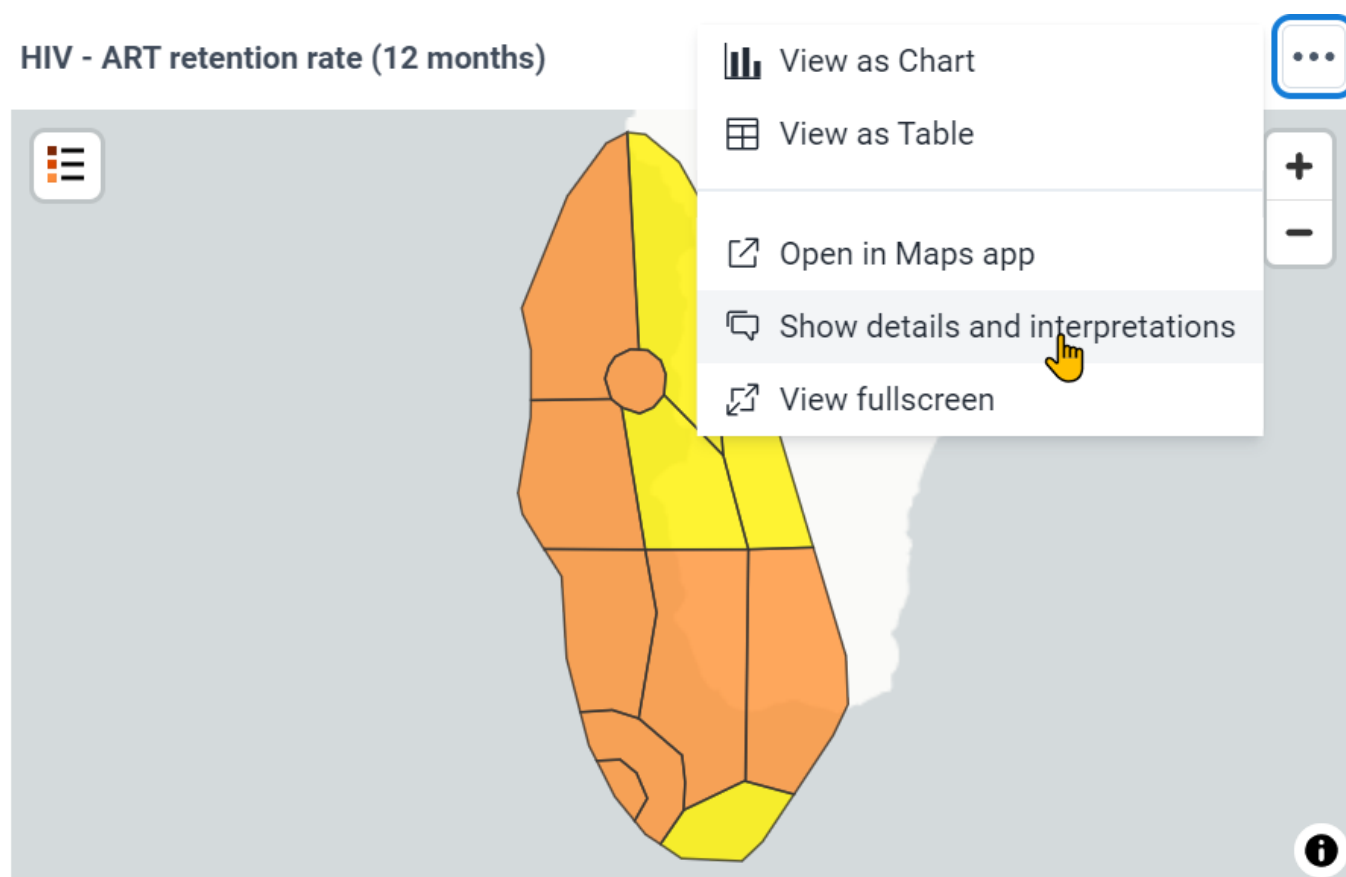 HIV - ART retention rate (12 months)
View as Chart
View as Table
Open in Maps app
Show details and interpretations
View fullscreen